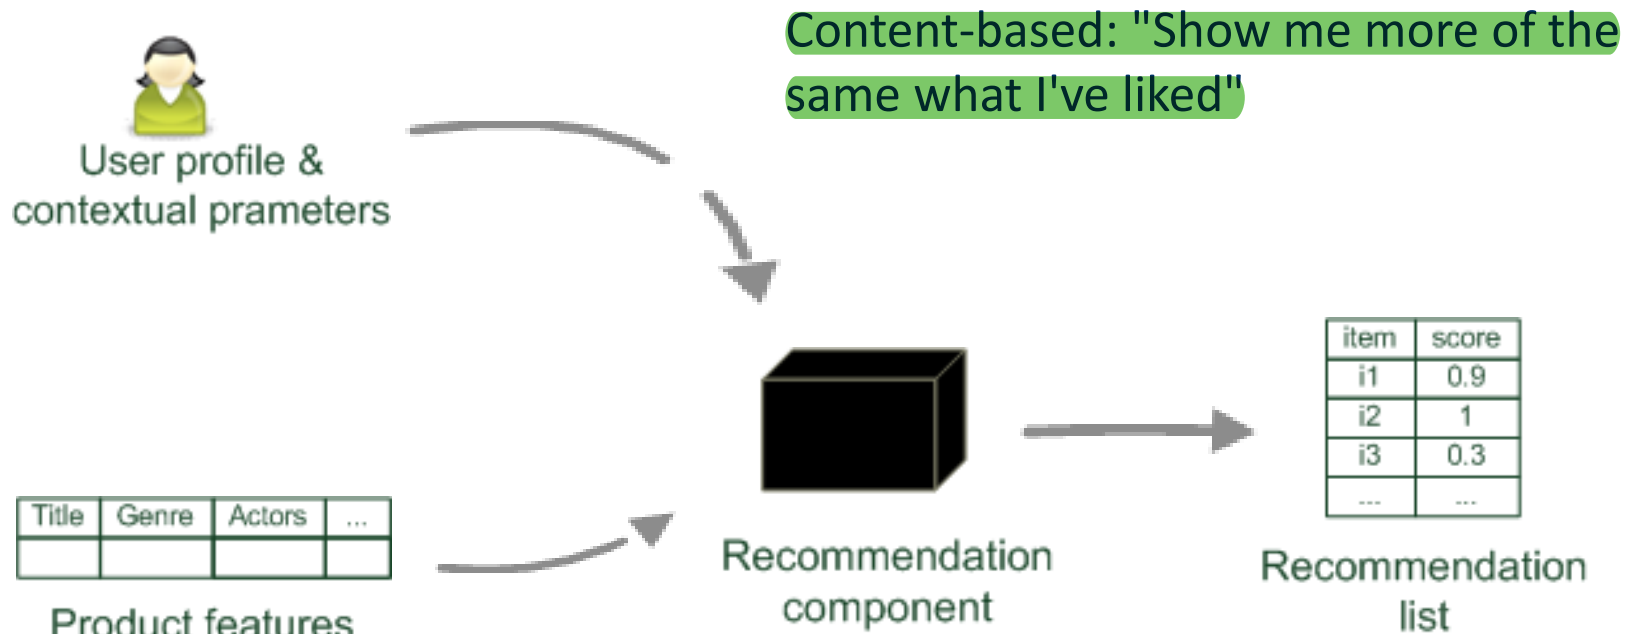 Content-based: "Show me more of the
same what I've liked"
User profile &
contextual prameters
item score
i1 0.9
i2 1
i3 0.3
... ...
Title Genre Actors ...
Product features
Recommendation
component
Recommendation
list